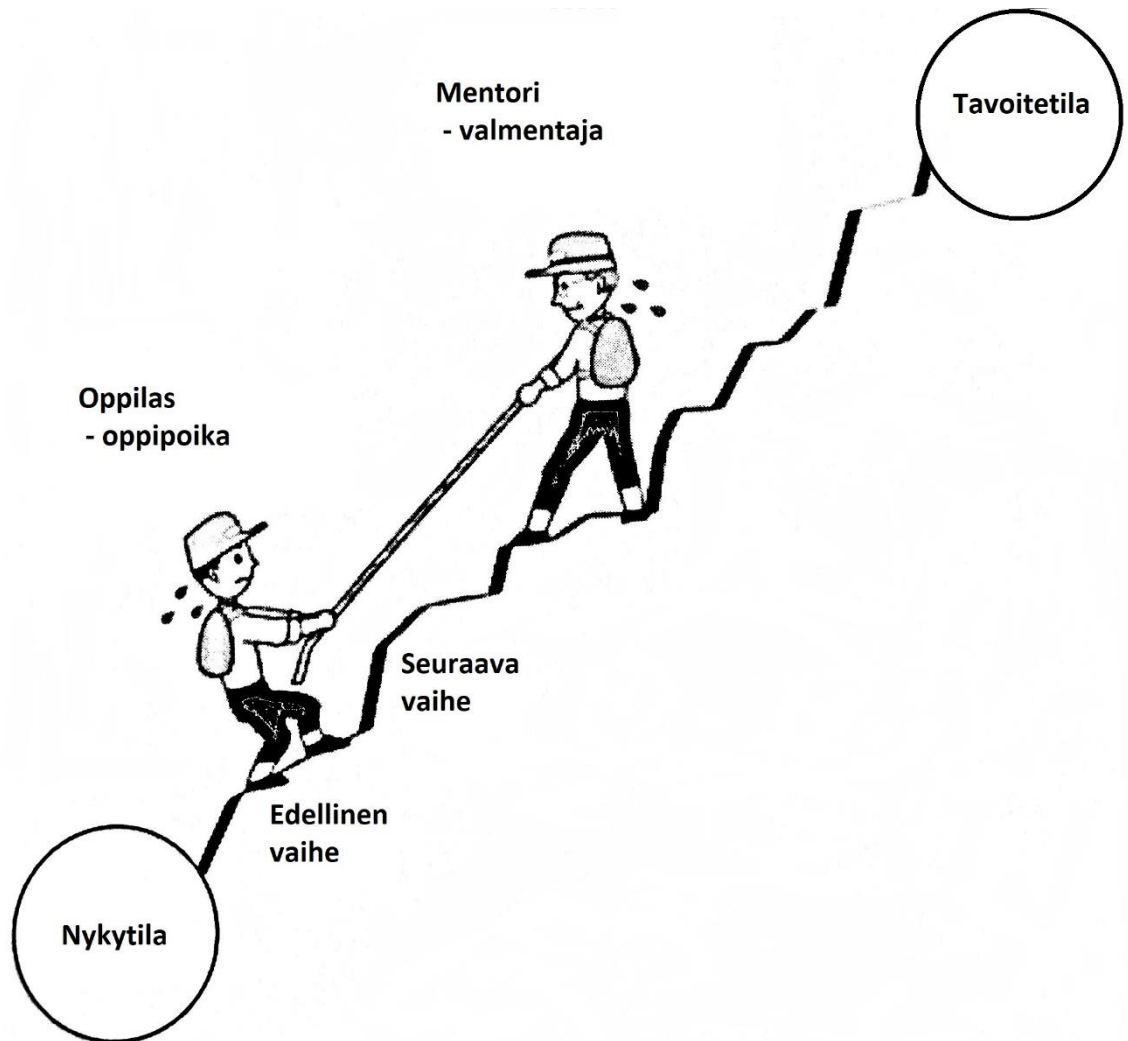 Mentori
- valmentaja
Tavoitetila
Oppilas
- oppipoika
Seuraava
vaihe
Edellinen
vaihe
Nykytila